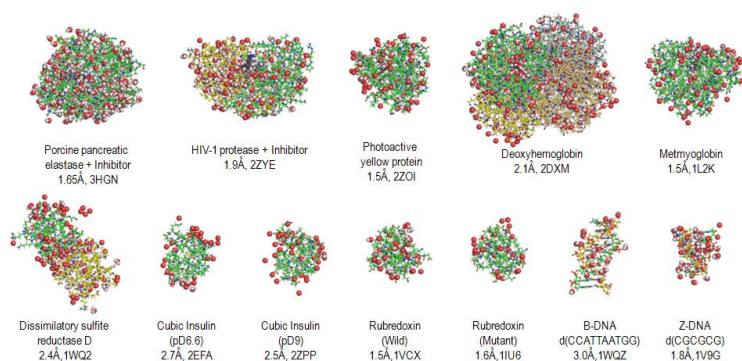 Porcine pancreatic
elastase + Inhibitor
1.65Å, 3HGN
HIV-1 protease + Inhibitor
1.9Å, 2ZYE
Photoactive
yellow protein
1.5Å, 2ZOI
Deoxyhemoglobin
2.1Å, 2DXM
Metmyoglobin
1.5Å,1L2K
Dissimilatory sulfite
reductase D
2.4Å,1WQ2
Cubic Insulin
(pD6.6)
2.7Å, 2EFA
Cubic Insulin
(pD9)
2.5Å, 2ZPP
Rubredoxin
(Wild)
1.5Å,1VCX
Rubredoxin
(Mutant)
1.6Å,1IU6
B-DNA
d(CCATTAATGG)
3.0Å,1WQZ
Z-DNA
d(CGCGCG)
1.8Å,1V9G